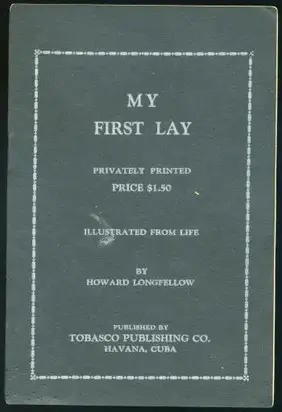 MY
FIRST LAY
PRIVATELY PRINTED
PRICE $1.50
ILLUSTRATED FROM LIFE
BY
HOWARD LONGFELLOW
PUBLISHED BY
TOBASCO PUBLISHING CO.
HAVANA, CUBA